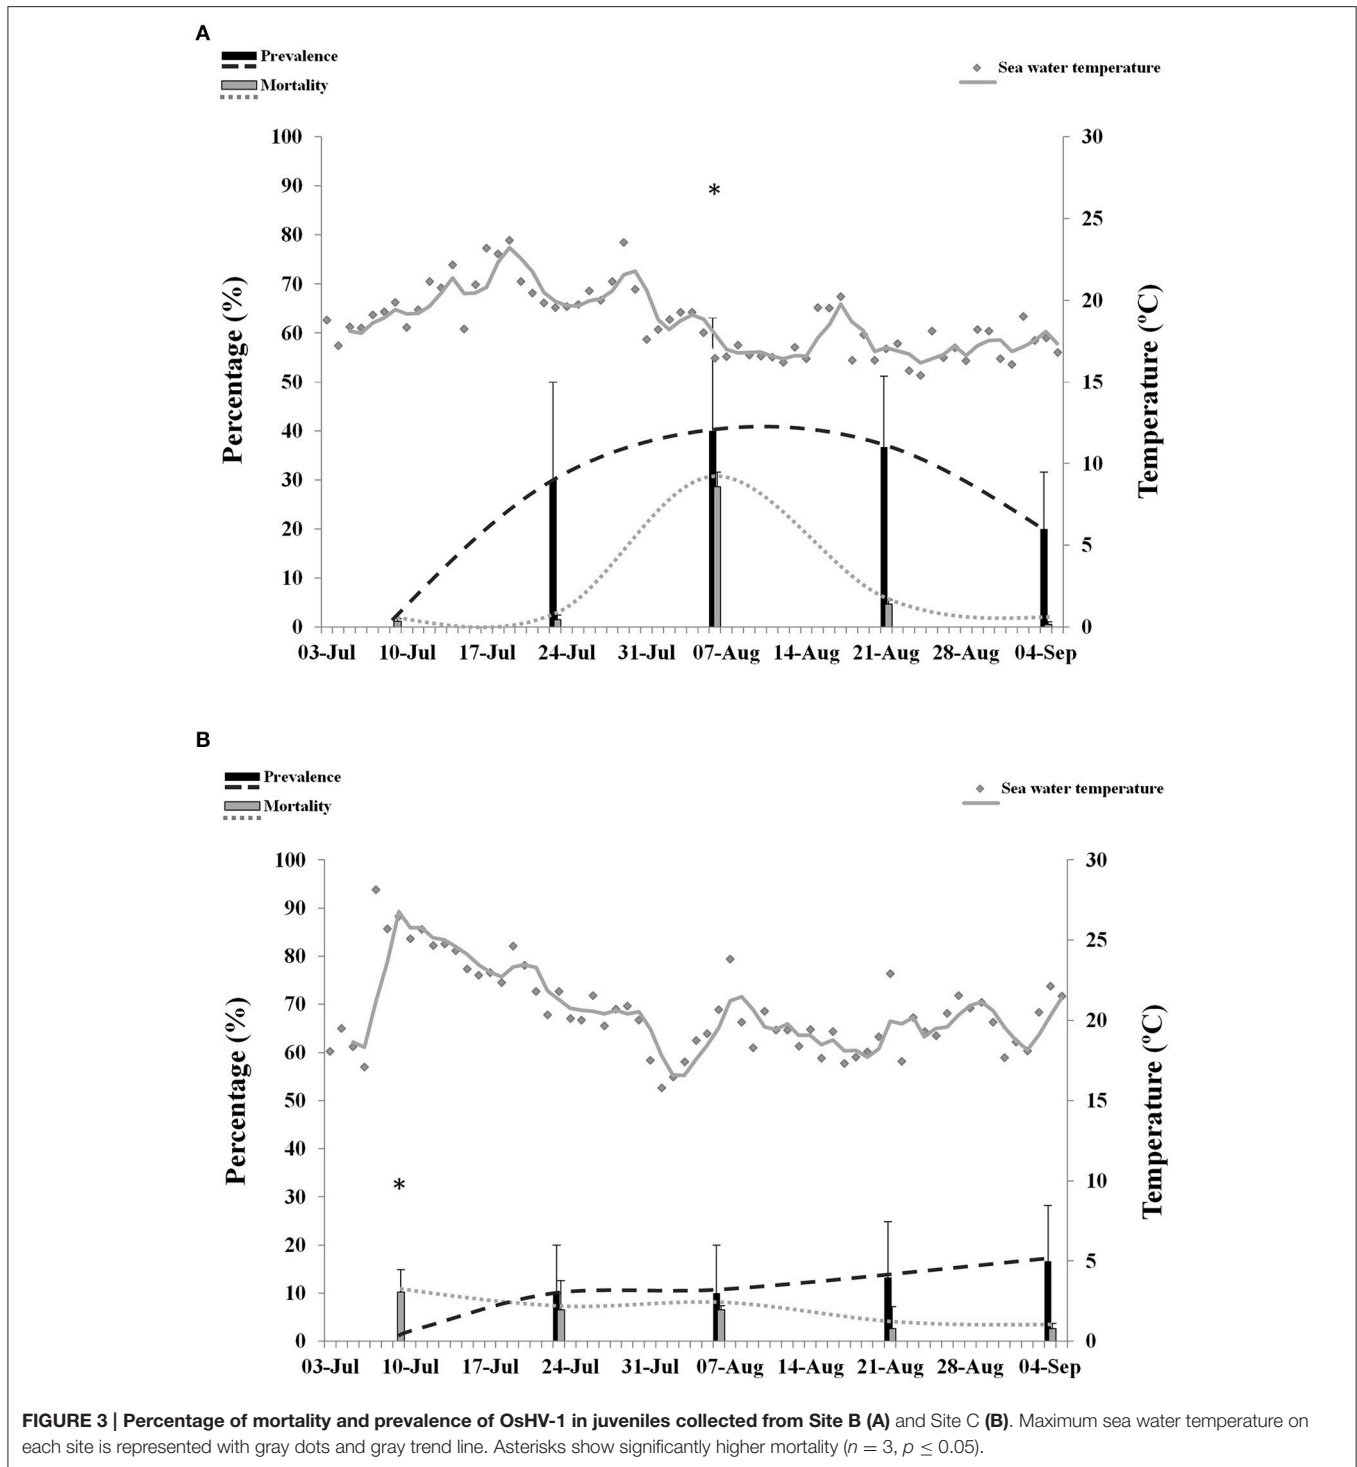 A
Prevalence
Mortality
Sea water temperature
100
90
80
70
60
50
40
30
20
10
0
Percentage (%)
30
25
20
15
10
5
0
Temperature (ºC)
*
03-Jul 10-Jul 17-Jul 24-Jul 31-Jul 07-Aug 14-Aug 21-Aug 28-Aug 04-Sep
B
Prevalence
Mortality
Sea water temperature
100
90
80
70
60
50
40
30
20
10
0
Percentage (%)
30
25
20
15
10
5
0
Temperature (ºC)
*
03-Jul 10-Jul 17-Jul 24-Jul 31-Jul 07-Aug 14-Aug 21-Aug 28-Aug 04-Sep
FIGURE 3 | Percentage of mortality and prevalence of OsHV-1 in juveniles collected from Site B (A) and Site C (B). Maximum sea water temperature on
each site is represented with gray dots and gray trend line. Asterisks show significantly higher mortality (n = 3, p ≤ 0.05).